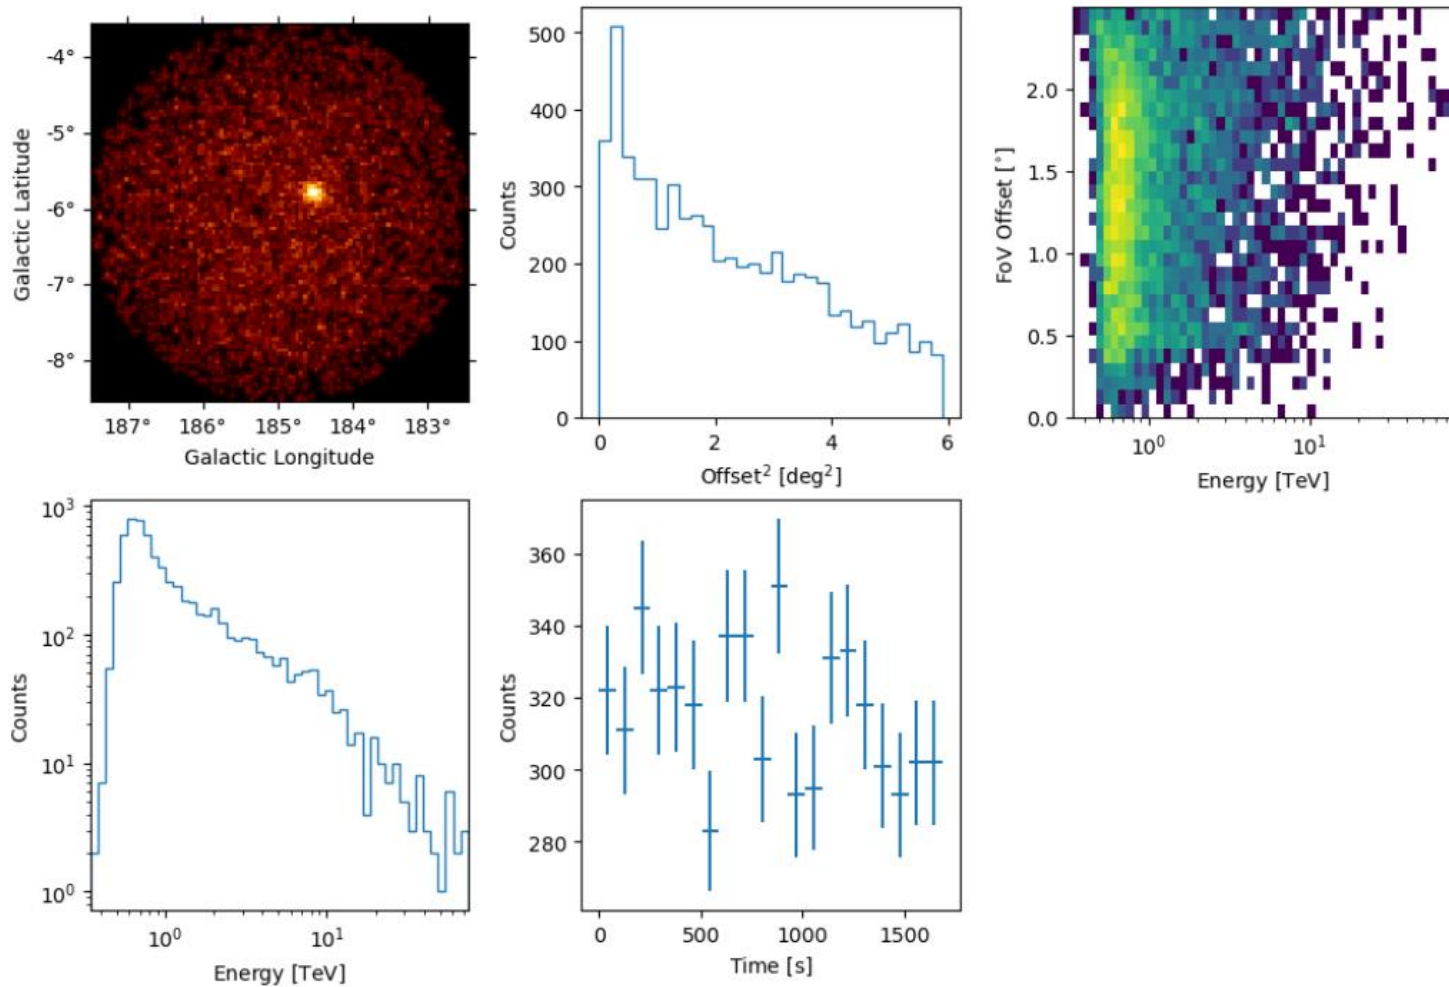 -4°
-5°
-6°
-7°
-8°
Galactic Latitude
187° 186° 185° 184° 183°
Galactic Longitude
500
400
300
200
100
0
Counts
0 2 4 6
Offset² [deg²]
2.0
1.5
1.0
0.5
0.0
FoV Offset [°]
10⁰ 10¹
Energy [TeV]
10³
10²
10¹
10⁰
Counts
10⁰ 10¹
Energy [TeV]
360
340
320
300
280
Counts
0 500 1000 1500
Time [s]